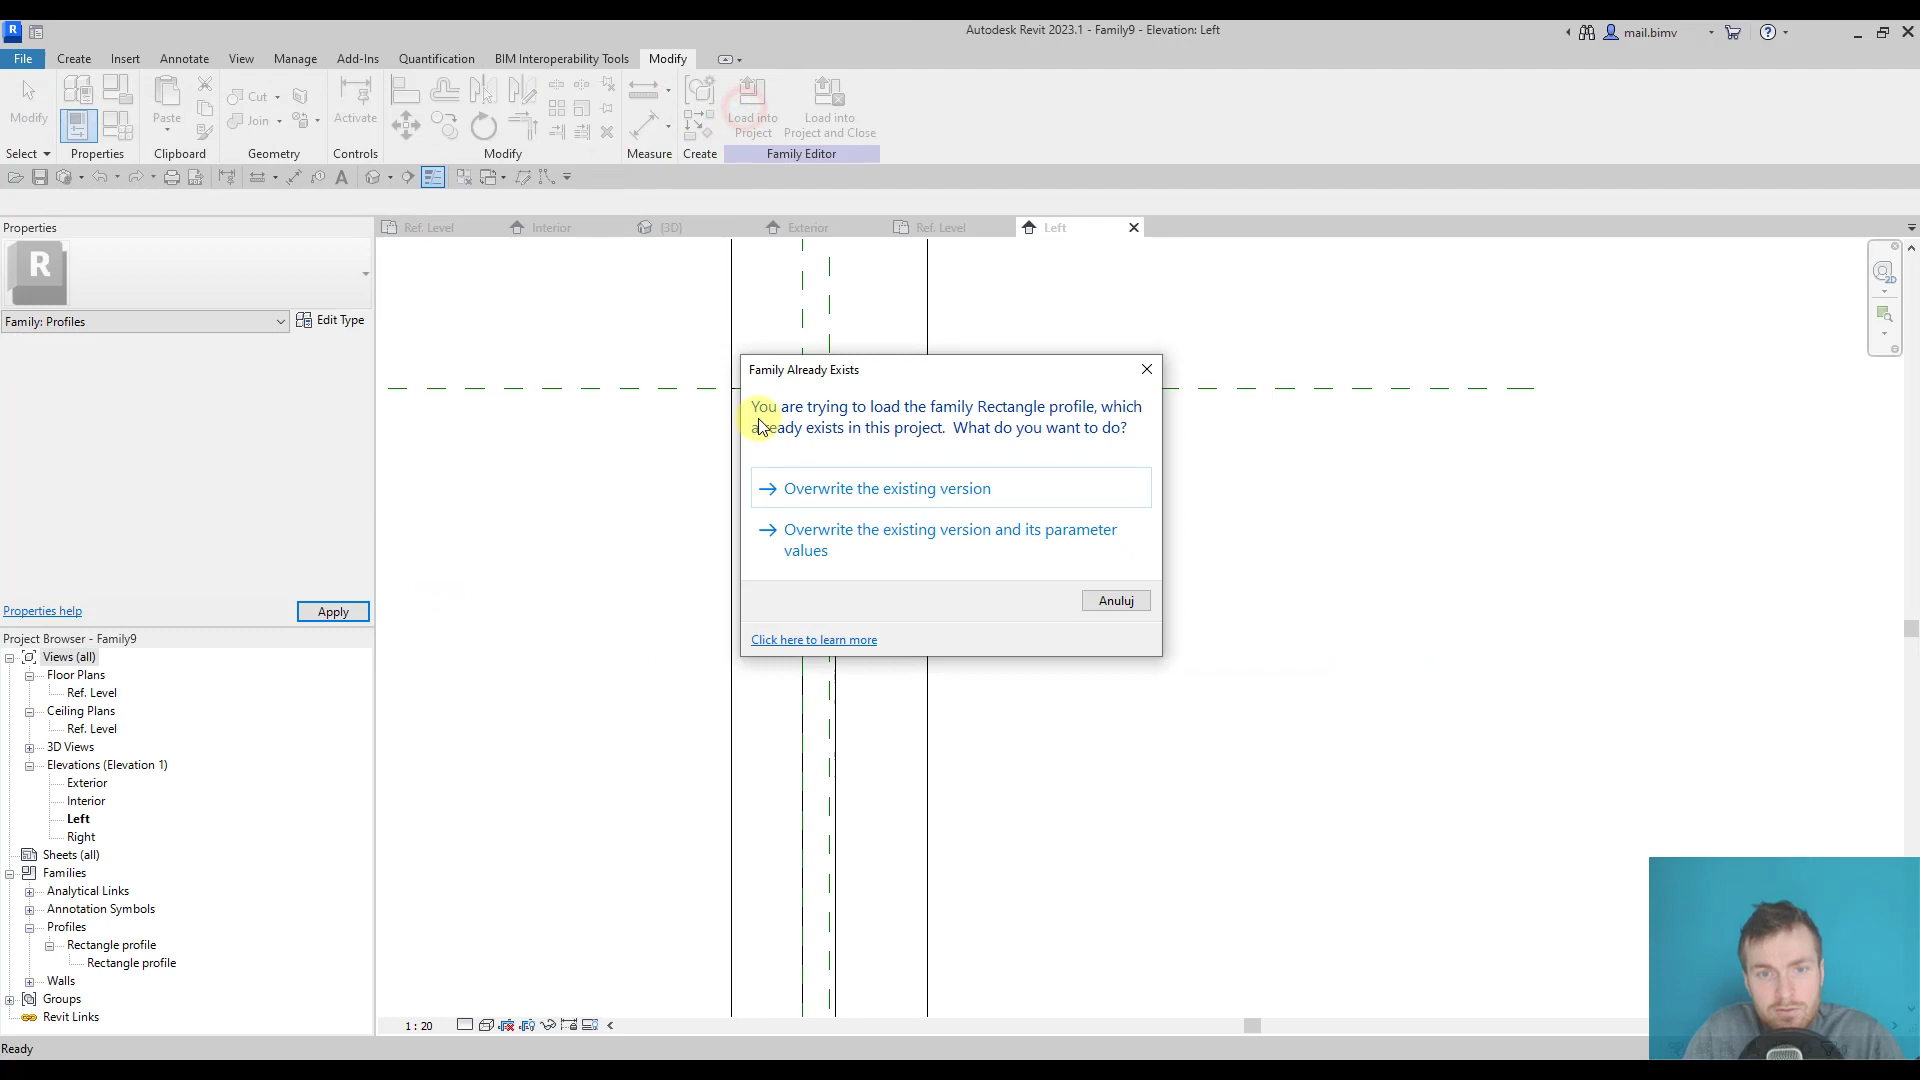 Autodesk Revit 2023.1 - Family9 - Elevation: Left
mail.bimv
File
Create
Insert
Annotate
View
Manage
Add-Ins
Quantification
BIM Interoperability Tools
Modify
Modify
Paste
Cut
Join
Activate
Load into
Project
Load into
Project and Close
Select
Properties
Clipboard
Geometry
Controls
Modify
Measure
Create
Family Editor
Properties
Family: Profiles
Edit Type
Properties help
Apply
Ref. Level
Interior
{3D}
Exterior
Ref. Level
Left
2D
Family Already Exists
You are trying to load the family Rectangle profile, which
already exists in this project. What do you want to do?
Overwrite the existing version
Overwrite the existing version and its parameter
values
Anuluj
Click here to learn more
Project Browser - Family9
Views (all)
Floor Plans
Ref. Level
Ceiling Plans
Ref. Level
3D Views
Elevations (Elevation 1)
Exterior
Interior
Left
Right
Sheets (all)
Families
Analytical Links
Annotation Symbols
Profiles
Rectangle profile
Rectangle profile
Walls
Groups
Revit Links
1 : 20
Ready